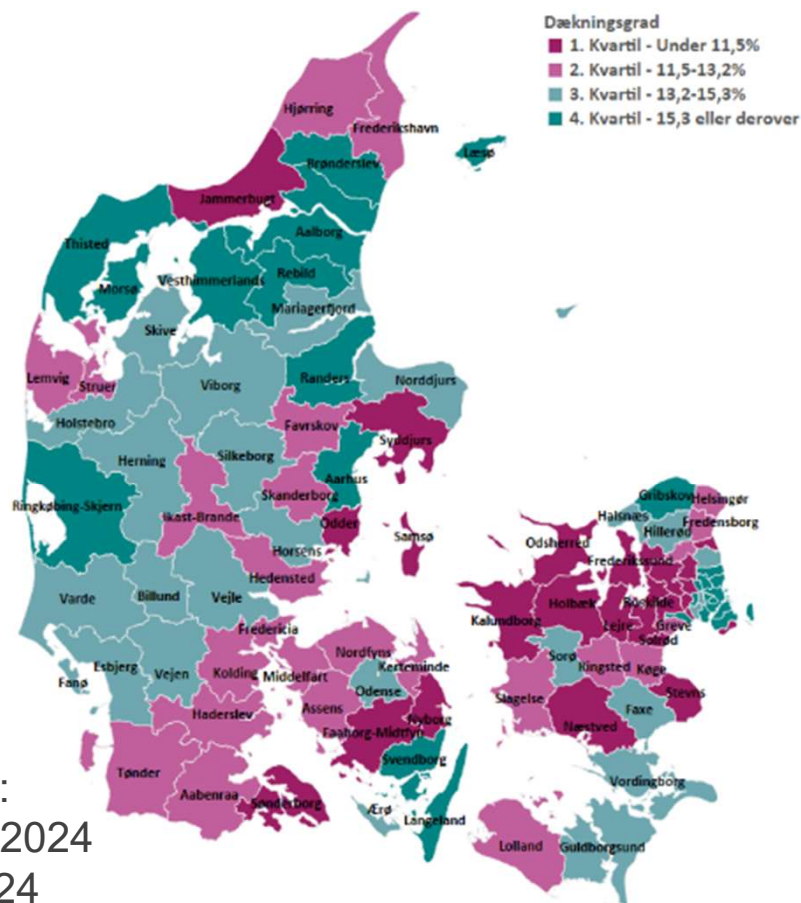 Dækningsgrad
1. Kvartil - Under 11,5%
2. Kvartil - 11,5-13,2%
3. Kvartil - 13,2-15,3%
4. Kvartil - 15,3 eller derover
Hjørring
Frederikshavn
Læsø
Brønderslev
Jammerbugt
Aalborg
Thisted
Vesthimmerlands
Rebild
Morsø
Mariagerfjord
Skive
Lemvig
Struer
Viborg
Randers
Norddjurs
Holstebro
Favrskov
Syddjurs
Herning
Silkeborg
Aarhus
Skanderborg
Ringkøbing-Skjern
Ikast-Brande
Odder
Samsø
Horsens
Hedensted
Gribskov
Helsingør
Halsnæs
Fredensborg
Hillerød
Odsherred
Frederikssund
Varde
Billund
Vejle
Kalundborg
Holbæk
Roskilde
Lejre
Greve
Solrød
Fredericia
Nordfyns
Kerteminde
Sorø
Ringsted
Køge
Esbjerg
Fanø
Vejen
Kolding
Middelfart
Odense
Assens
Slagelse
Stevns
Haderslev
Nyborg
Faaborg-Midtfyn
Næstved
Faxe
Svendborg
Tønder
Aabenraa
Sønderborg
Ærø
Langeland
Vordingborg
Lolland
Guldborgsund
:
2024
24